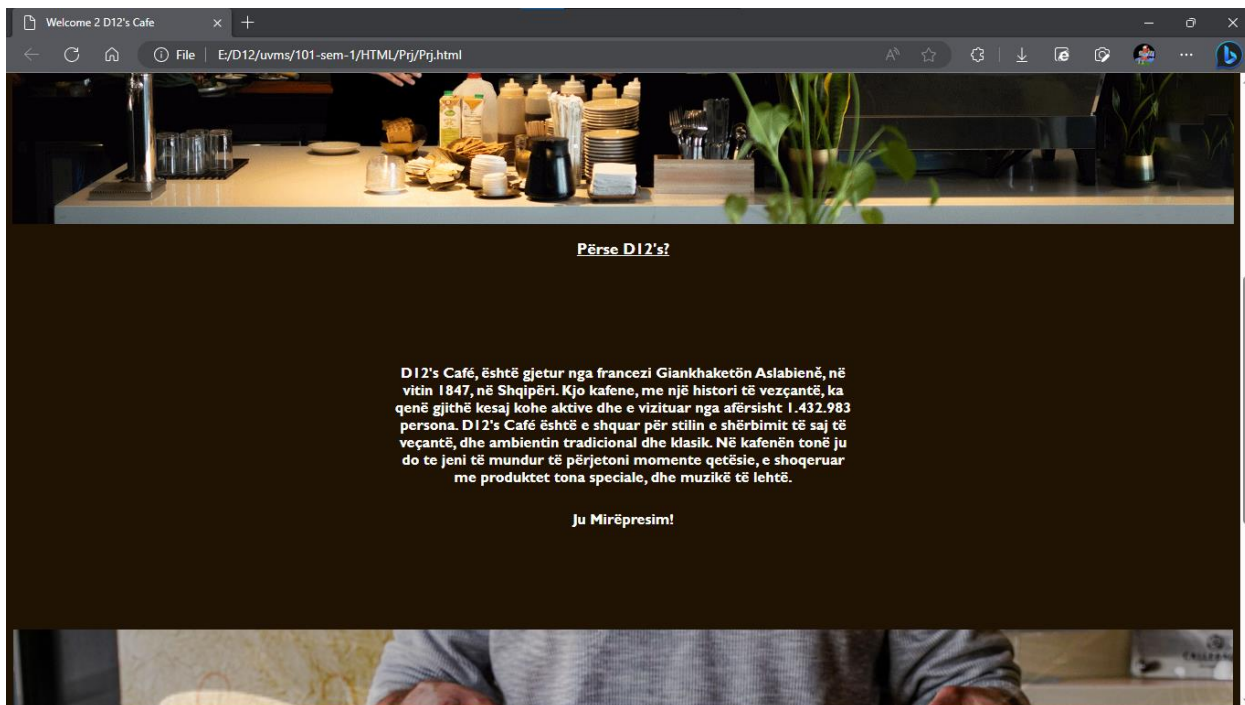 Welcome 2 D12's Cafe
File
E:/D12/uvms/101-sem-1/HTML/Prj/Prj.html
Përse D12's?
D12's Café, është gjetur nga francezi Giankhaketön Aslabienĕ, në
vitin 1847, në Shqipëri. Kjo kafene, me një histori të vezçantë, ka
qenë gjithë kesaj kohe aktive dhe e vizituar nga afërsisht 1.432.983
persona. D12's Café është e shquar për stilin e shërbimit të saj të
veçantë, dhe ambientin tradicional dhe klasik. Në kafenën tonë ju
do te jeni të mundur të përjetoni momente qetësie, e shoqeruar
me produktet tona speciale, dhe muzikë të lehtë.
Ju Mirëpresim!